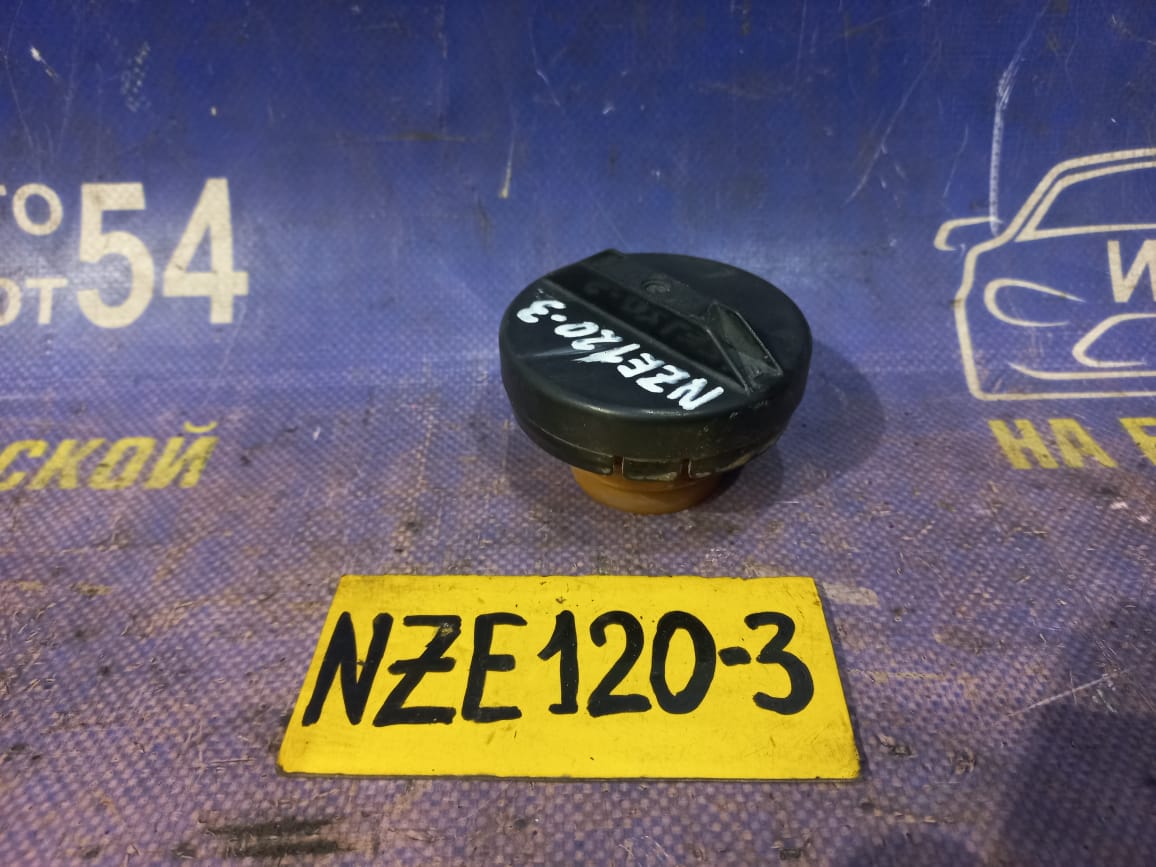 ТО 54
ОТ
СКОЙ
W
НА
NZE120-3
NZE120-3